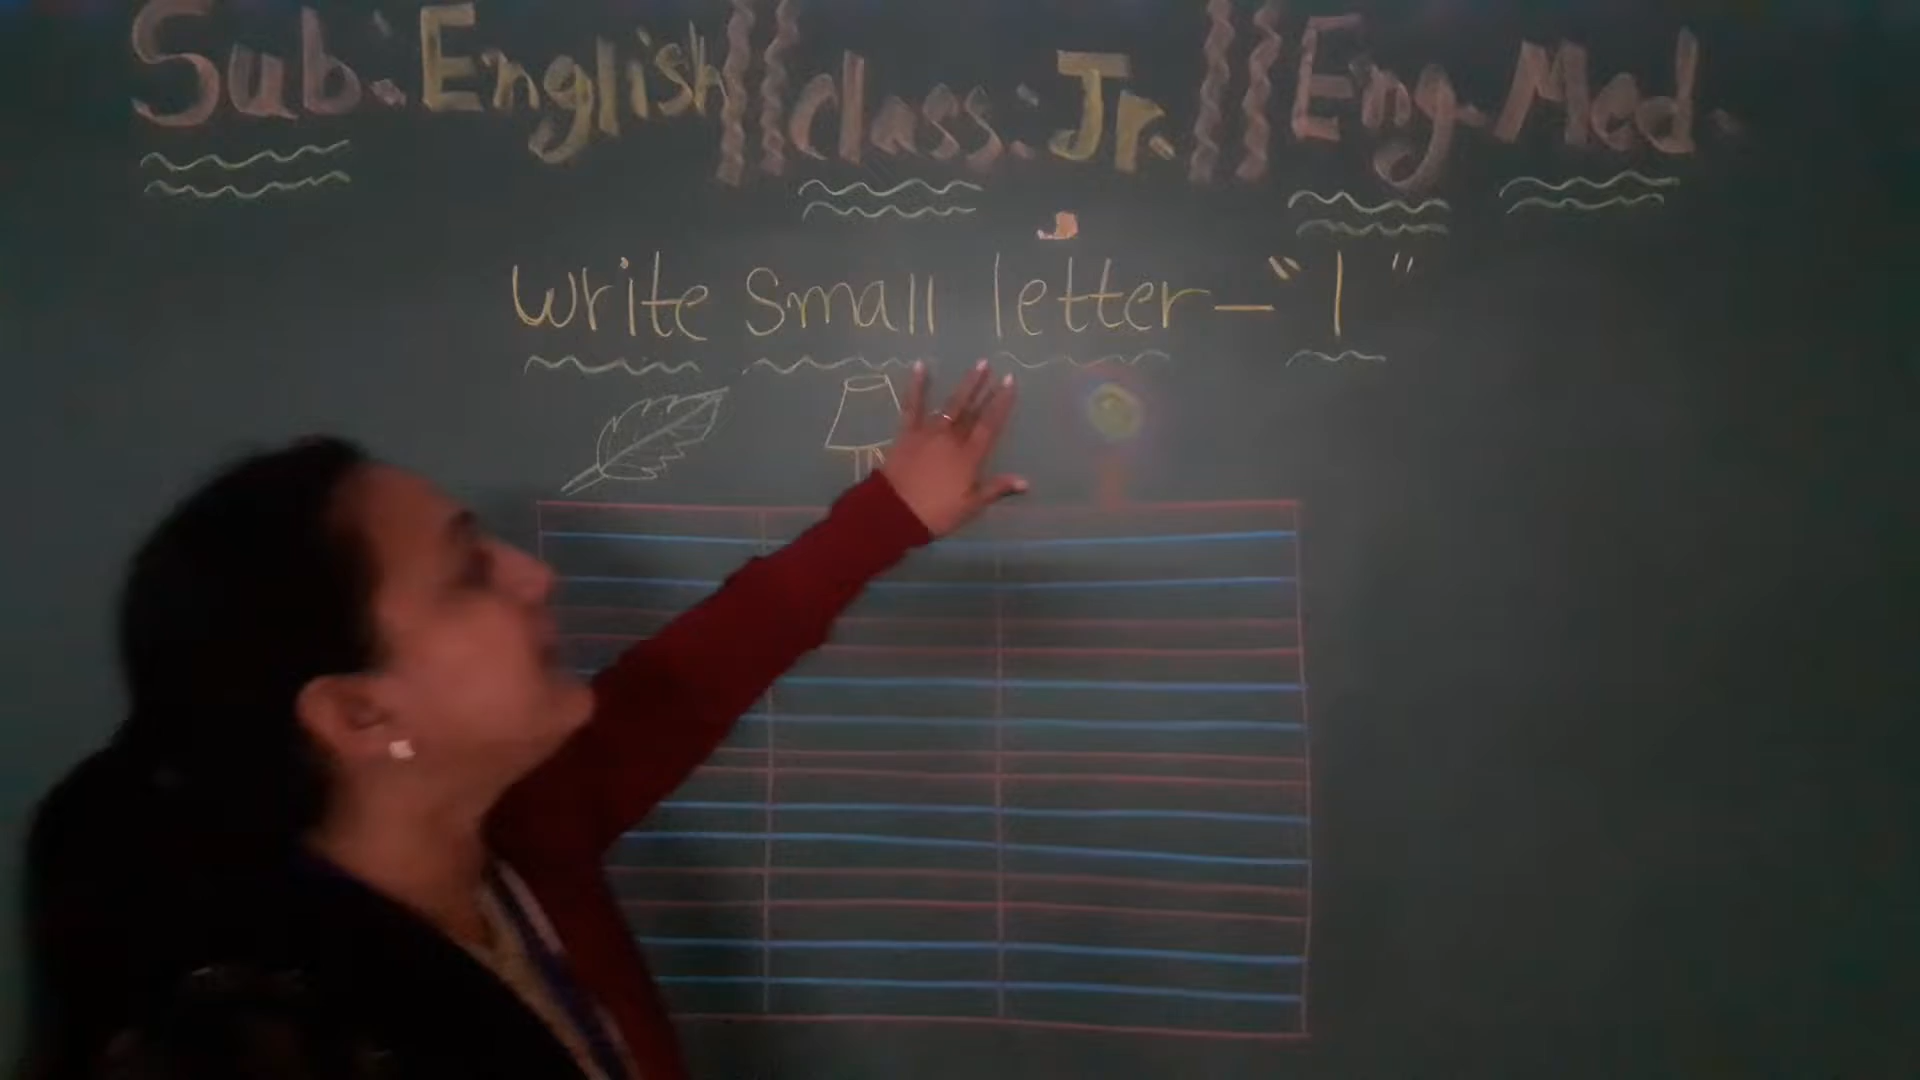 Sub:English || class:Jr. || Eng. Med.
Write Small letter - "l"